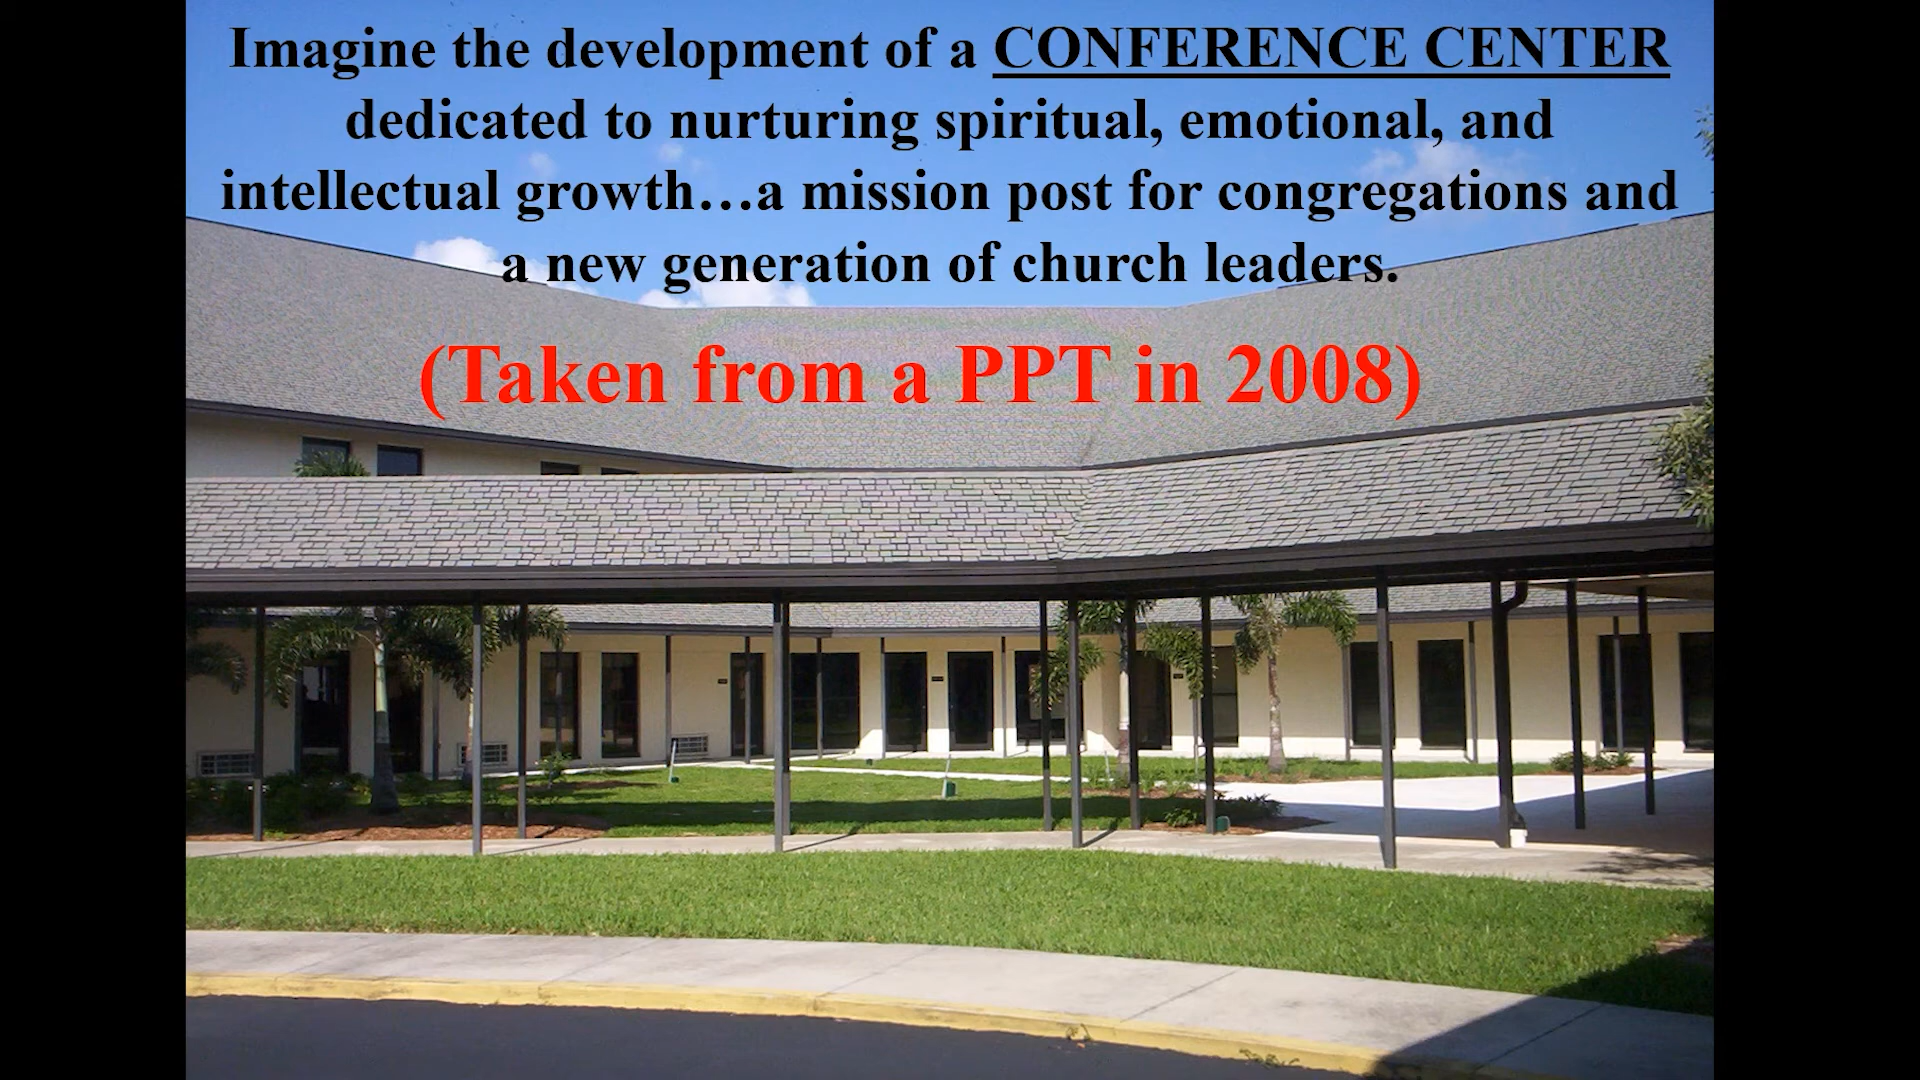 Imagine the development of a CONFERENCE CENTER
dedicated to nurturing spiritual, emotional, and
intellectual growth…a mission post for congregations and
a new generation of church leaders.
(Taken from a PPT in 2008)